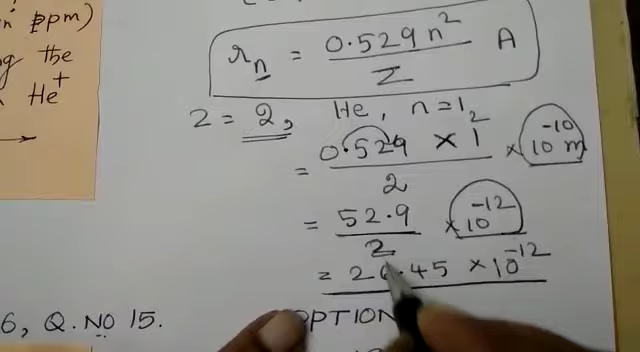 n ppm)
g the
He⁺
rₙ = 0.529 n² / Z A
Z = 2, He, n = 1
= 0.529 × 1² / 2 × 10⁻¹⁰ m
= 52.9 / 2 × 10⁻¹²
= 26.45 × 10⁻¹²
6, Q. NO 15.
OPTION